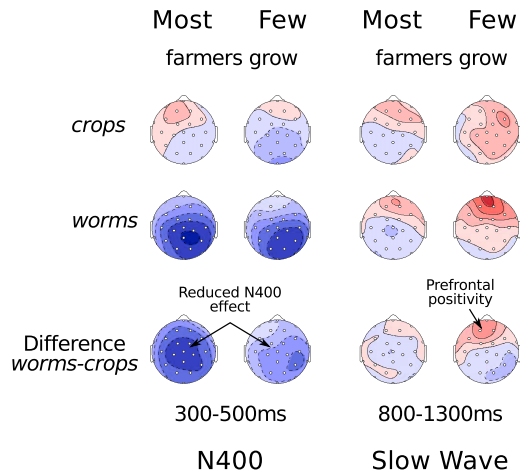 Most Few Most Few
farmers grow farmers grow
crops
worms
Reduced N400
effect
Prefrontal
positivity
Difference
worms-crops
300-500ms 800-1300ms
N400 Slow Wave